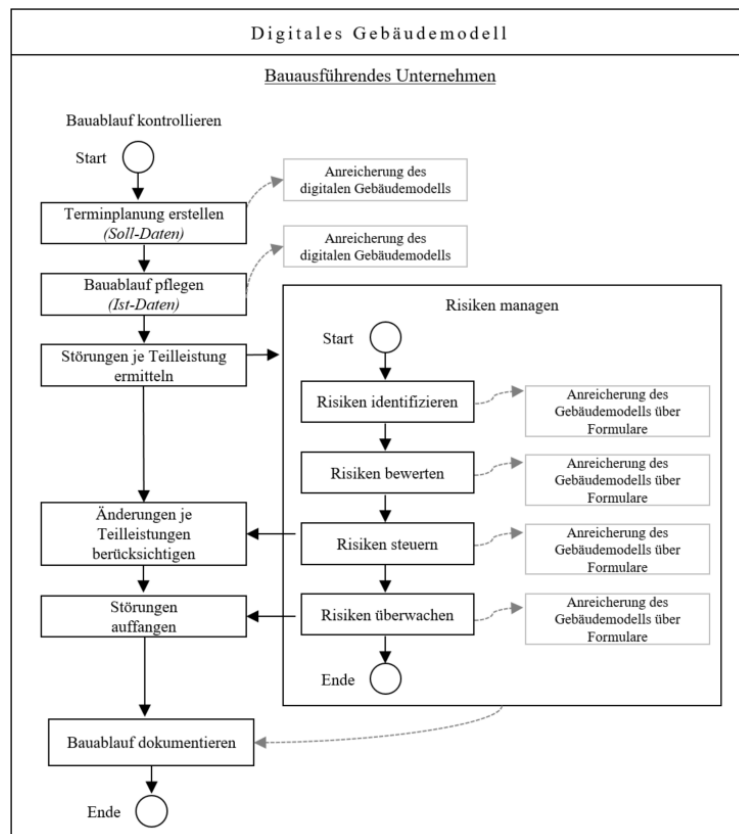 Digitales Gebäudemodell
Bauausführendes Unternehmen
Bauablauf kontrollieren
Start
Anreicherung des
digitalen Gebäudemodells
Terminplanung erstellen
(Soll-Daten)
Anreicherung des
digitalen Gebäudemodells
Bauablauf pflegen
(Ist-Daten)
Störungen je Teilleistung
ermitteln
Risiken managen
Start
Risiken identifizieren
Anreicherung des
Gebäudemodells über
Formulare
Risiken bewerten
Anreicherung des
Gebäudemodells über
Formulare
Änderungen je
Teilleistungen
berücksichtigen
Risiken steuern
Anreicherung des
Gebäudemodells über
Formulare
Störungen
auffangen
Risiken überwachen
Anreicherung des
Gebäudemodells über
Formulare
Ende
Bauablauf dokumentieren
Ende